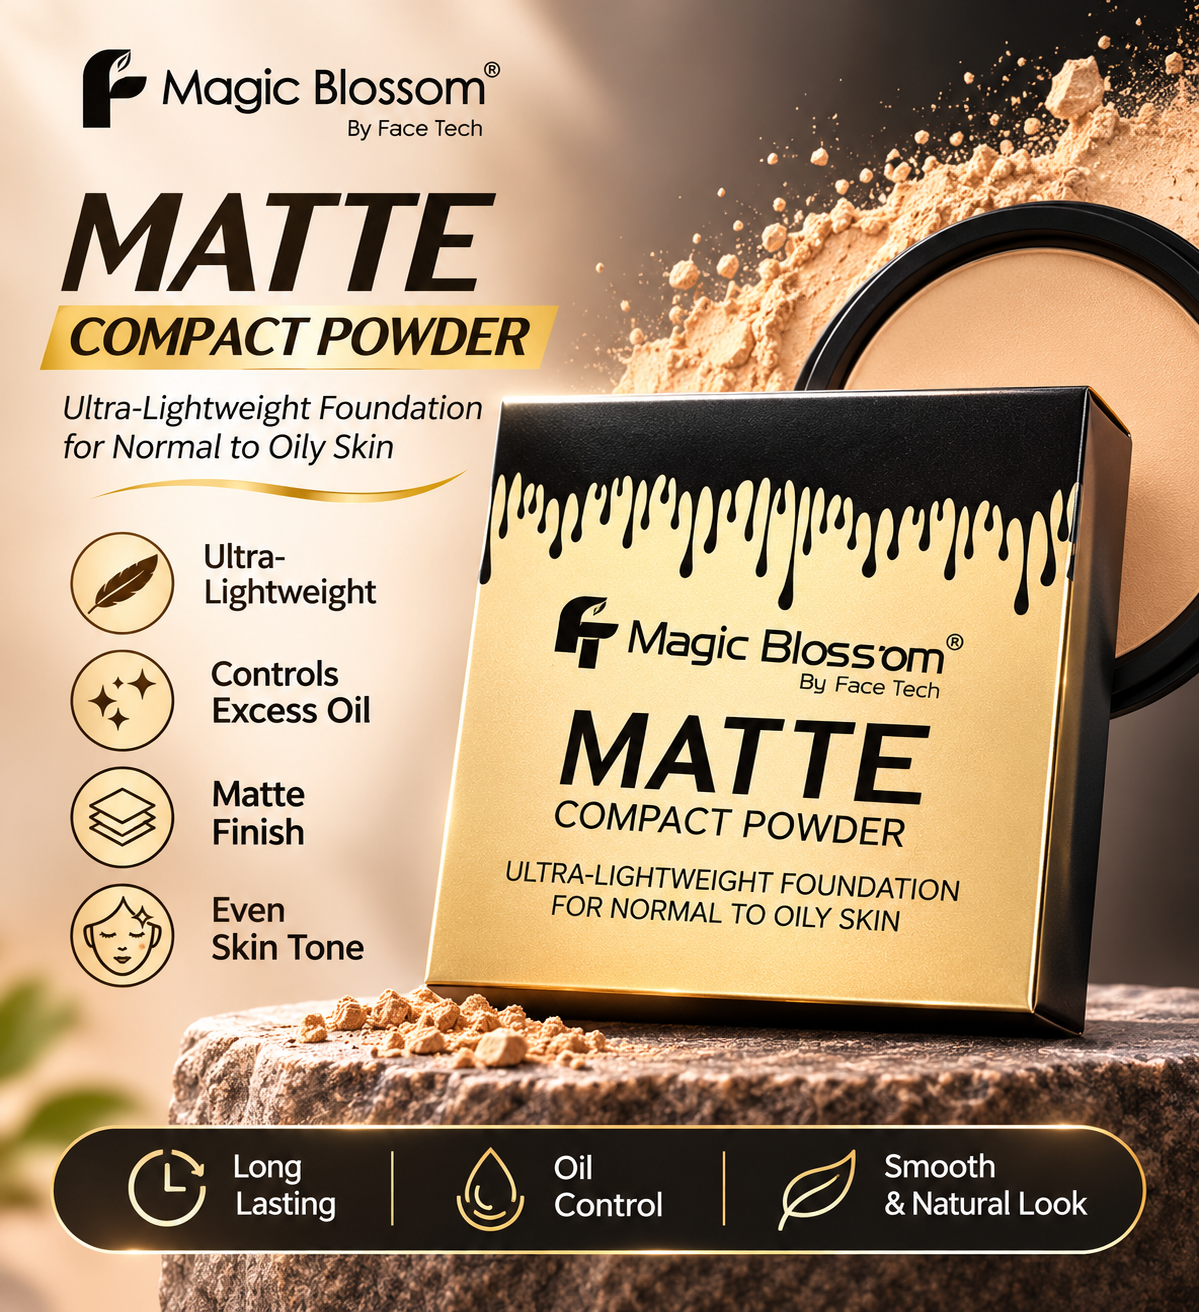 Magic Blossom®
By Face Tech
MATTE
COMPACT POWDER
Ultra-Lightweight Foundation
for Normal to Oily Skin
Ultra-
Lightweight
Controls
Excess Oil
Matte
Finish
Even
Skin Tone
Magic Blossom®
By Face Tech
MATTE
COMPACT POWDER
ULTRA-LIGHTWEIGHT FOUNDATION
FOR NORMAL TO OILY SKIN
Long
Lasting
Oil
Control
Smooth
& Natural Look